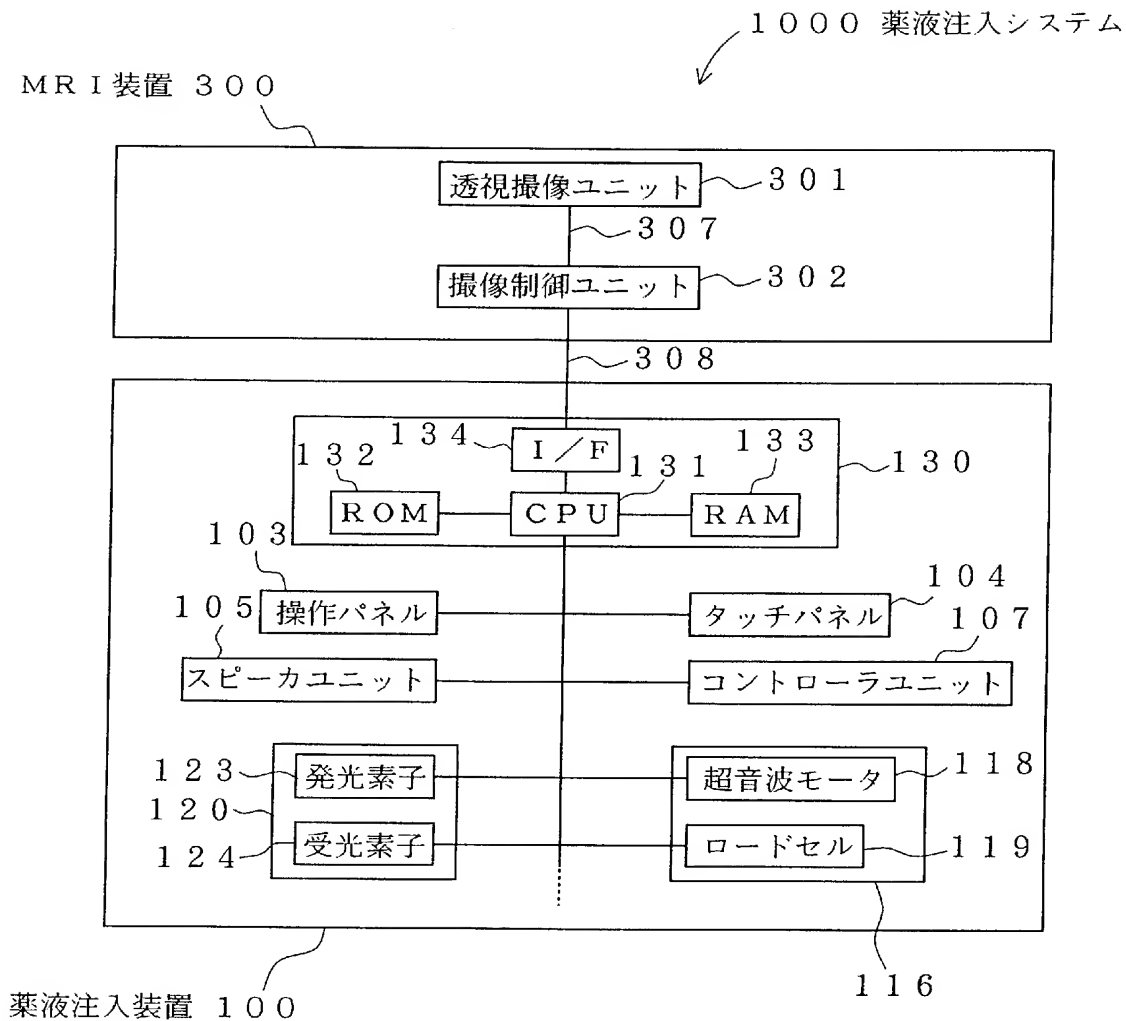 １０００ 薬液注入システム
ＭＲＩ装置 ３００
透視撮像ユニット
３０１
３０７
撮像制御ユニット
３０２
３０８
１３４
Ｉ／Ｆ
１３３
１３２
１３１
１３０
ＲＯＭ
ＣＰＵ
ＲＡＭ
１０３
１０４
１０５
操作パネル
タッチパネル
１０７
スピーカユニット
コントローラユニット
１２３
発光素子
超音波モータ
１１８
１２０
１２４
受光素子
ロードセル
１１９
１１６
薬液注入装置 １００